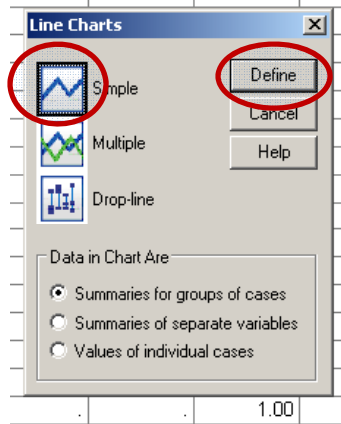 Line Charts
Simple
Define
Cancel
Multiple
Help
Drop-line
Data in Chart Are
Summaries for groups of cases
Summaries of separate variables
Values of individual cases
. . 1.00